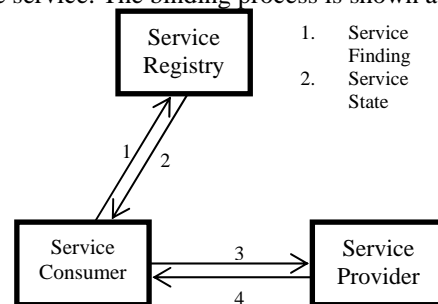 e service. The binding process is shown a
Service
Registry
1. Service
Finding
2. Service
State
1
2
Service
Consumer
3
4
Service
Provider